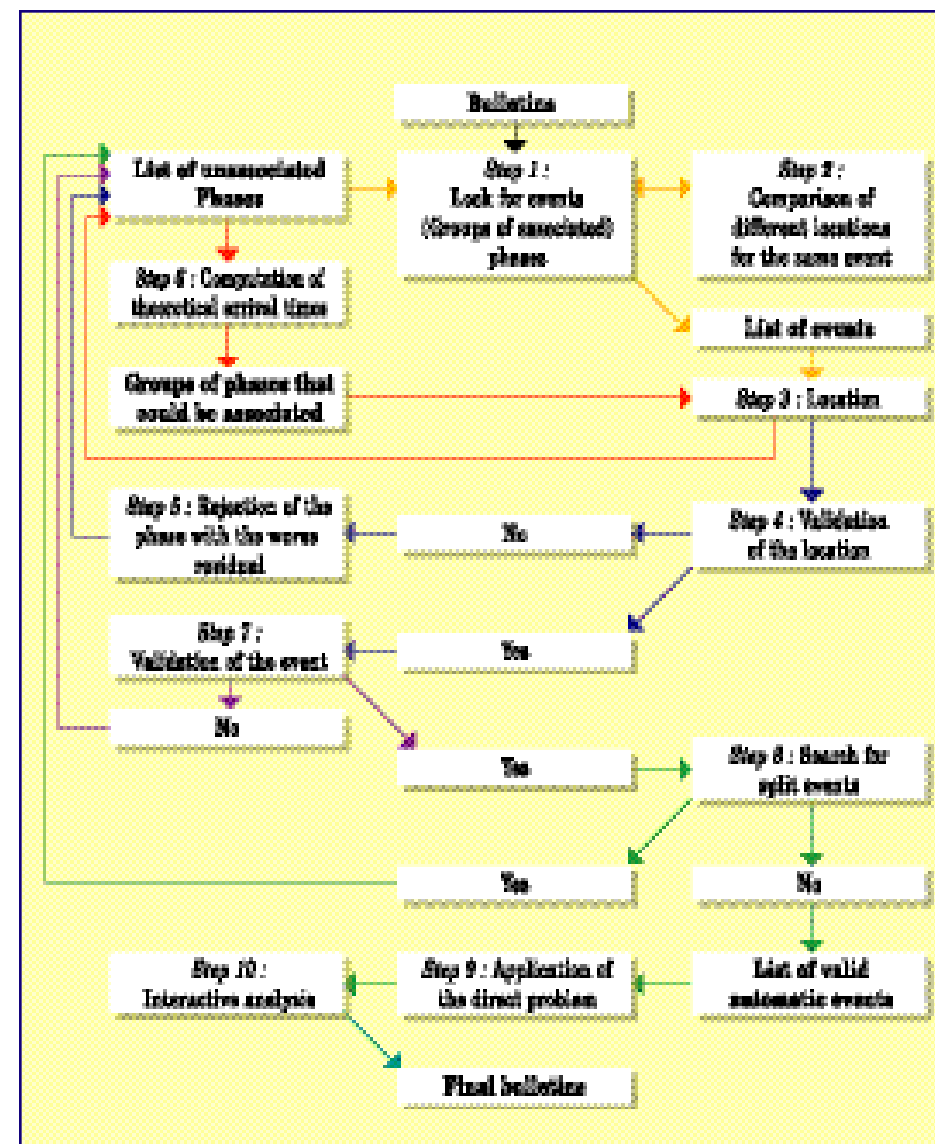 Bulletins
List of unassociated
Phases
Step 1 :
Look for events
(Groups of associated)
phases
Step 2 :
Comparison of
different locations
for the same event
Step 6 : Computation of
theoretical arrival times
List of events
Groups of phases that
could be associated
Step 3 : Location
Step 5 : Rejection of the
phase with the worse
residual
No
Step 4 : Validation
of the location
Step 7 :
Validation of the event
Yes
No
Yes
Step 8 : Search for
split events
Yes
No
Step 10 :
Interactive analysis
Step 9 : Application of
the direct problem
List of valid
automatic events
Final bulletins